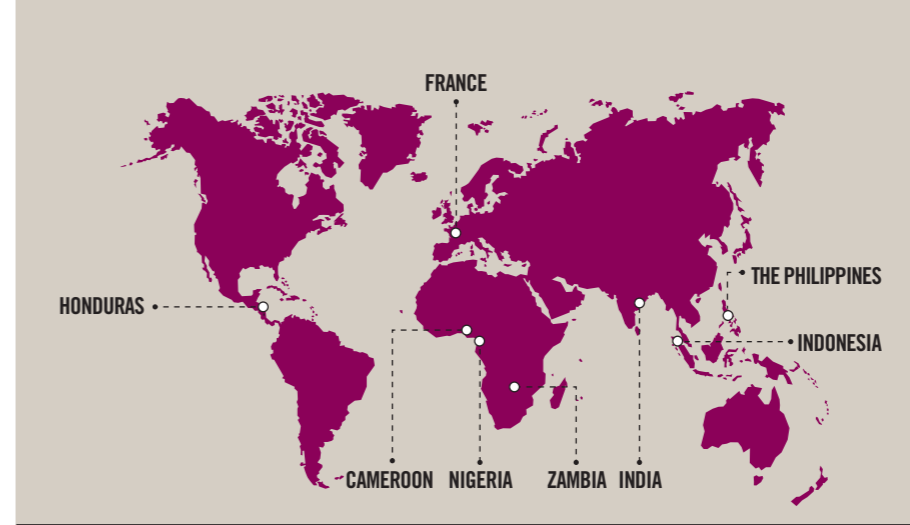 FRANCE
THE PHILIPPINES
HONDURAS
INDONESIA
CAMEROON
NIGERIA
ZAMBIA
INDIA